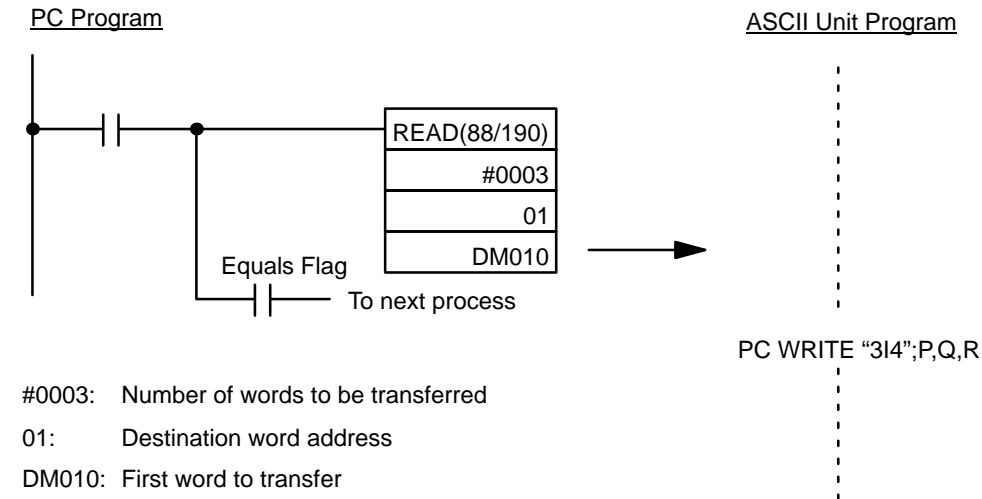 PC Program
ASCII Unit Program
READ(88/190)
#0003
01
DM010
Equals Flag
To next process
PC WRITE “3I4”;P,Q,R
#0003: Number of words to be transferred
01: Destination word address
DM010: First word to transfer